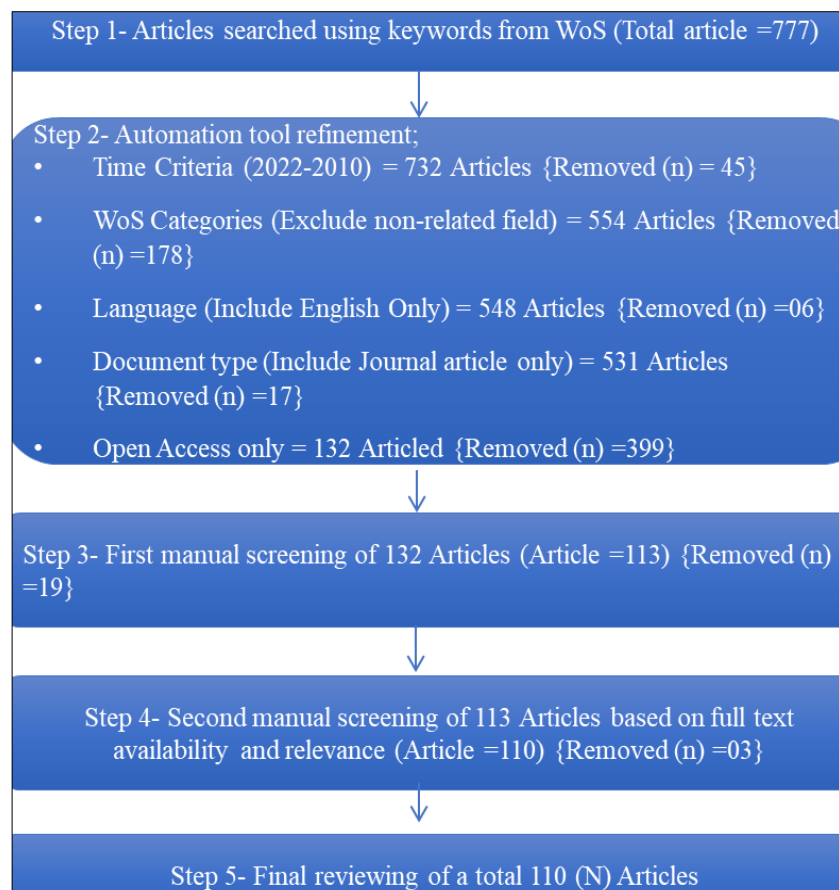 Step 1- Articles searched using keywords from WoS (Total article =777)
Step 2- Automation tool refinement;
• Time Criteria (2022-2010) = 732 Articles {Removed (n) = 45}
• WoS Categories (Exclude non-related field) = 554 Articles {Removed
(n) =178}
• Language (Include English Only) = 548 Articles {Removed (n) =06}
• Document type (Include Journal article only) = 531 Articles
{Removed (n) =17}
• Open Access only = 132 Articled {Removed (n) =399}
Step 3- First manual screening of 132 Articles (Article =113) {Removed (n)
=19}
Step 4- Second manual screening of 113 Articles based on full text
availability and relevance (Article =110) {Removed (n) =03}
Step 5- Final reviewing of a total 110 (N) Articles